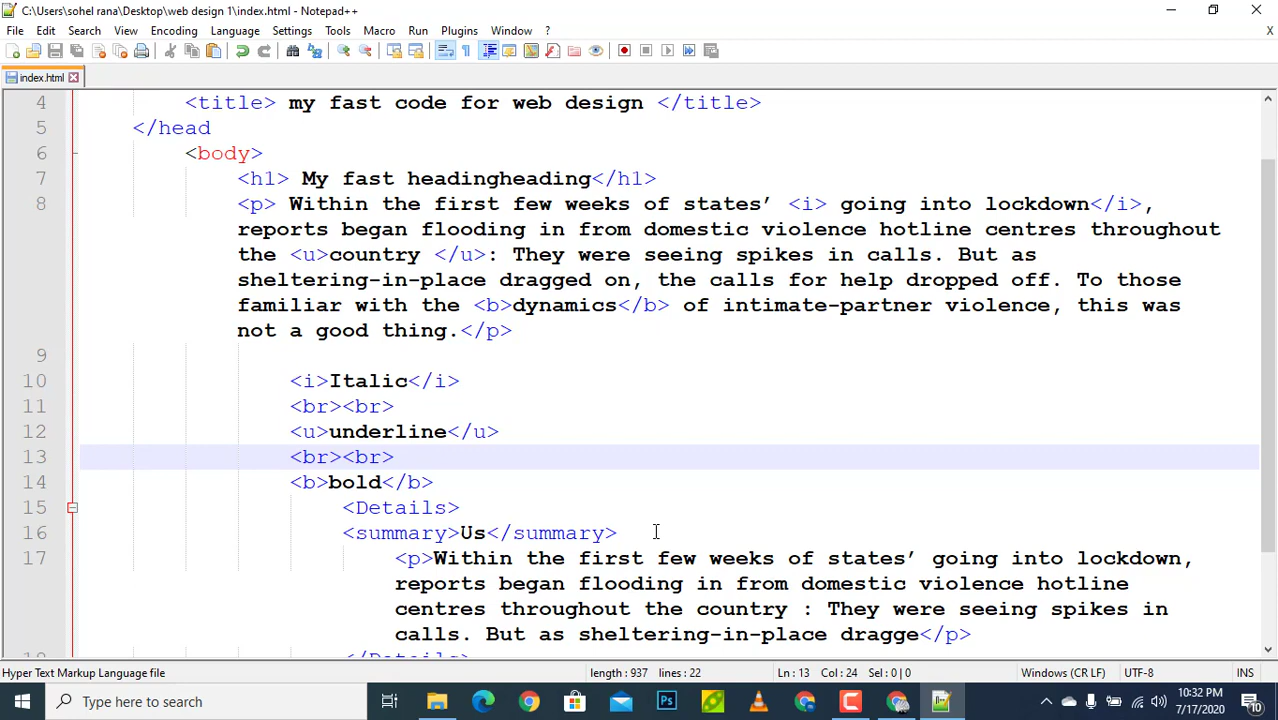 C:\Users\sohel rana\Desktop\web design 1\index.html - Notepad++
File Edit Search View Encoding Language Settings Tools Macro Run Plugins Window ? X
index.html
4 <title> my fast code for web design </title>
5 </head
6 <body>
7 <h1> My fast headingheading</h1>
8 <p> Within the first few weeks of states’ <i> going into lockdown</i>,
reports began flooding in from domestic violence hotline centres throughout
the <u>country </u>: They were seeing spikes in calls. But as
sheltering-in-place dragged on, the calls for help dropped off. To those
familiar with the <b>dynamics</b> of intimate-partner violence, this was
not a good thing.</p>
9
10 <i>Italic</i>
11 <br><br>
12 <u>underline</u>
13 <br><br>
14 <b>bold</b>
15 <Details>
16 <summary>Us</summary>
17 <p>Within the first few weeks of states’ going into lockdown,
reports began flooding in from domestic violence hotline
centres throughout the country : They were seeing spikes in
calls. But as sheltering-in-place dragge</p>
18 </Details>
Hyper Text Markup Language file length : 937 lines : 22 Ln : 13 Col : 24 Sel : 0 | 0 Windows (CR LF) UTF-8 INS
Type here to search Ps 10:32 PM
7/17/2020 10